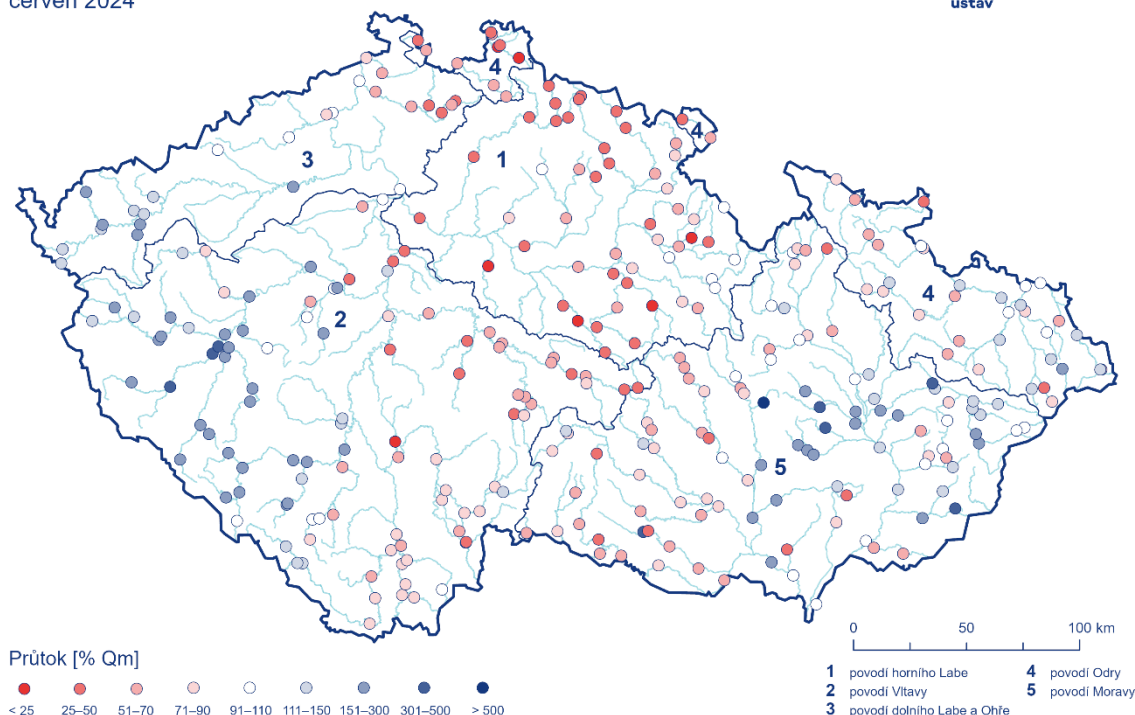 červen 2024
ústav
4
4
3
1
2
4
5
Průtok [% Qm]
< 25 25–50 51–70 71–90 91–110 111–150 151–300 301–500 > 500
0 50 100 km
1 povodí horního Labe
2 povodí Vltavy
3 povodí dolního Labe a Ohře
4 povodí Odry
5 povodí Moravy